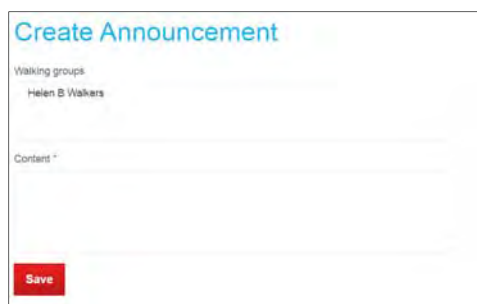 Create Announcement
Walking groups
Helen B Walkers
Content *
Save